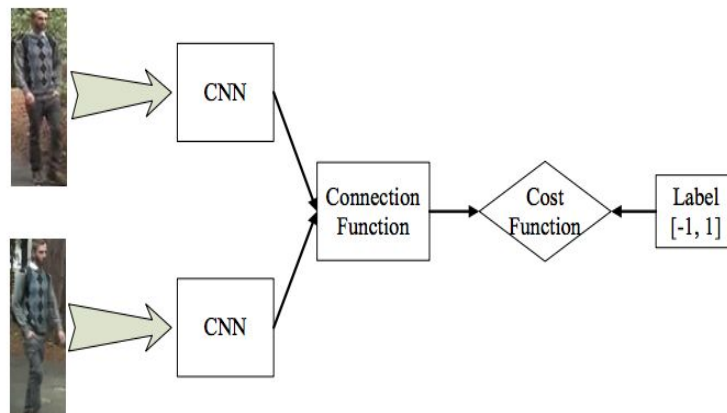 CNN
Connection
Function
Cost
Function
Label
[-1, 1]
CNN